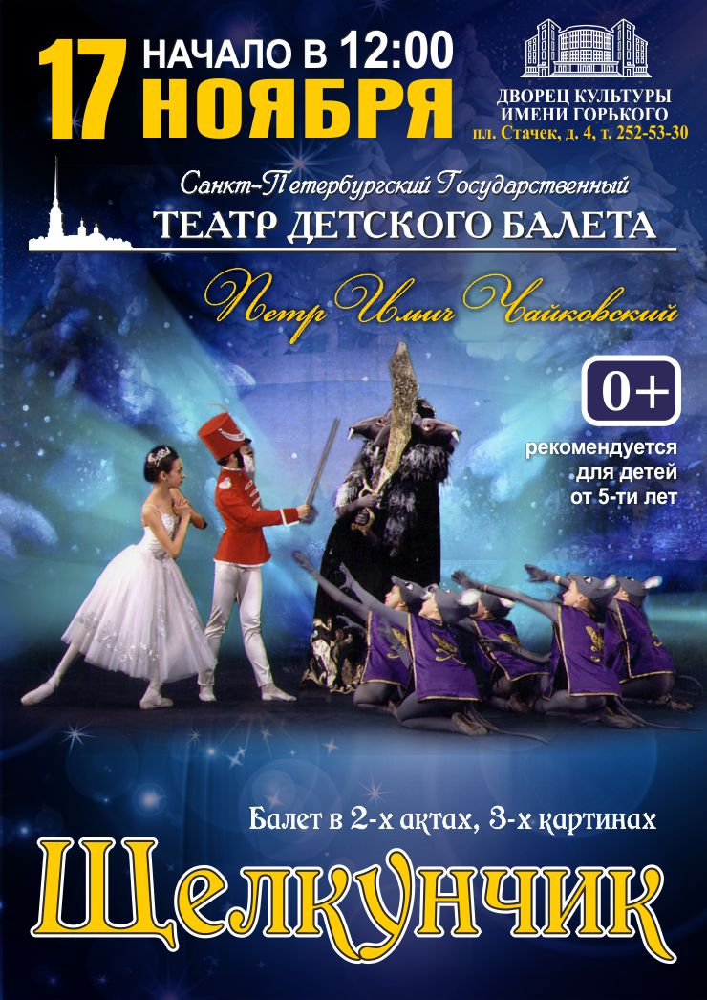 17
НАЧАЛО В 12:00
НОЯБРЯ
ДВОРЕЦ КУЛЬТУРЫ
ИМЕНИ ГОРЬКОГО
пл. Стачек, д. 4, т. 252-53-30
Санкт-Петербургский Государственный
ТЕАТР ДЕТСКОГО БАЛЕТА
Петр Ильич Чайковский
0+
рекомендуется
для детей
от 5-ти лет
Балет в 2-х актах, 3-х картинах
Щелкунчик